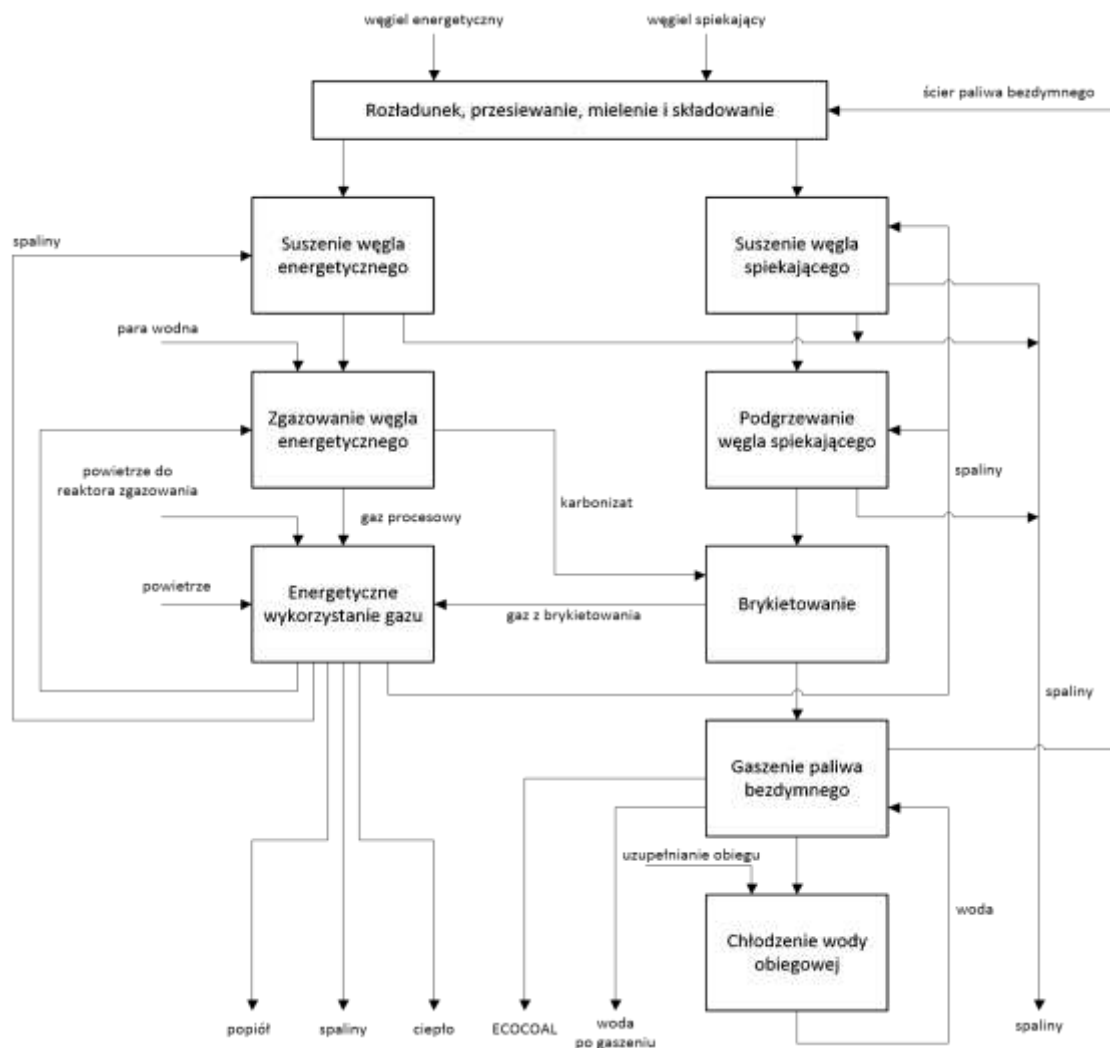 węgiel energetyczny
węgiel spiekający
ścier paliwa bezdymnego
Rozładunek, przesiewanie, mielenie i składowanie
spaliny
Suszenie węgla
energetycznego
Suszenie węgla
spiekającego
para wodna
Zgazowanie węgla
energetycznego
Podgrzewanie
węgla spiekającego
powietrze do
reaktora zgazowania
spaliny
karbonizat
gaz procesowy
powietrze
Energetyczne
wykorzystanie gazu
Brykietowanie
gaz z brykietowania
spaliny
Gaszenie paliwa
bezdymnego
uzupełnianie obiegu
woda
Chłodzenie wody
obiegowej
popiół
spaliny
ciepło
ECOCOAL
woda
po gaszeniu
spaliny